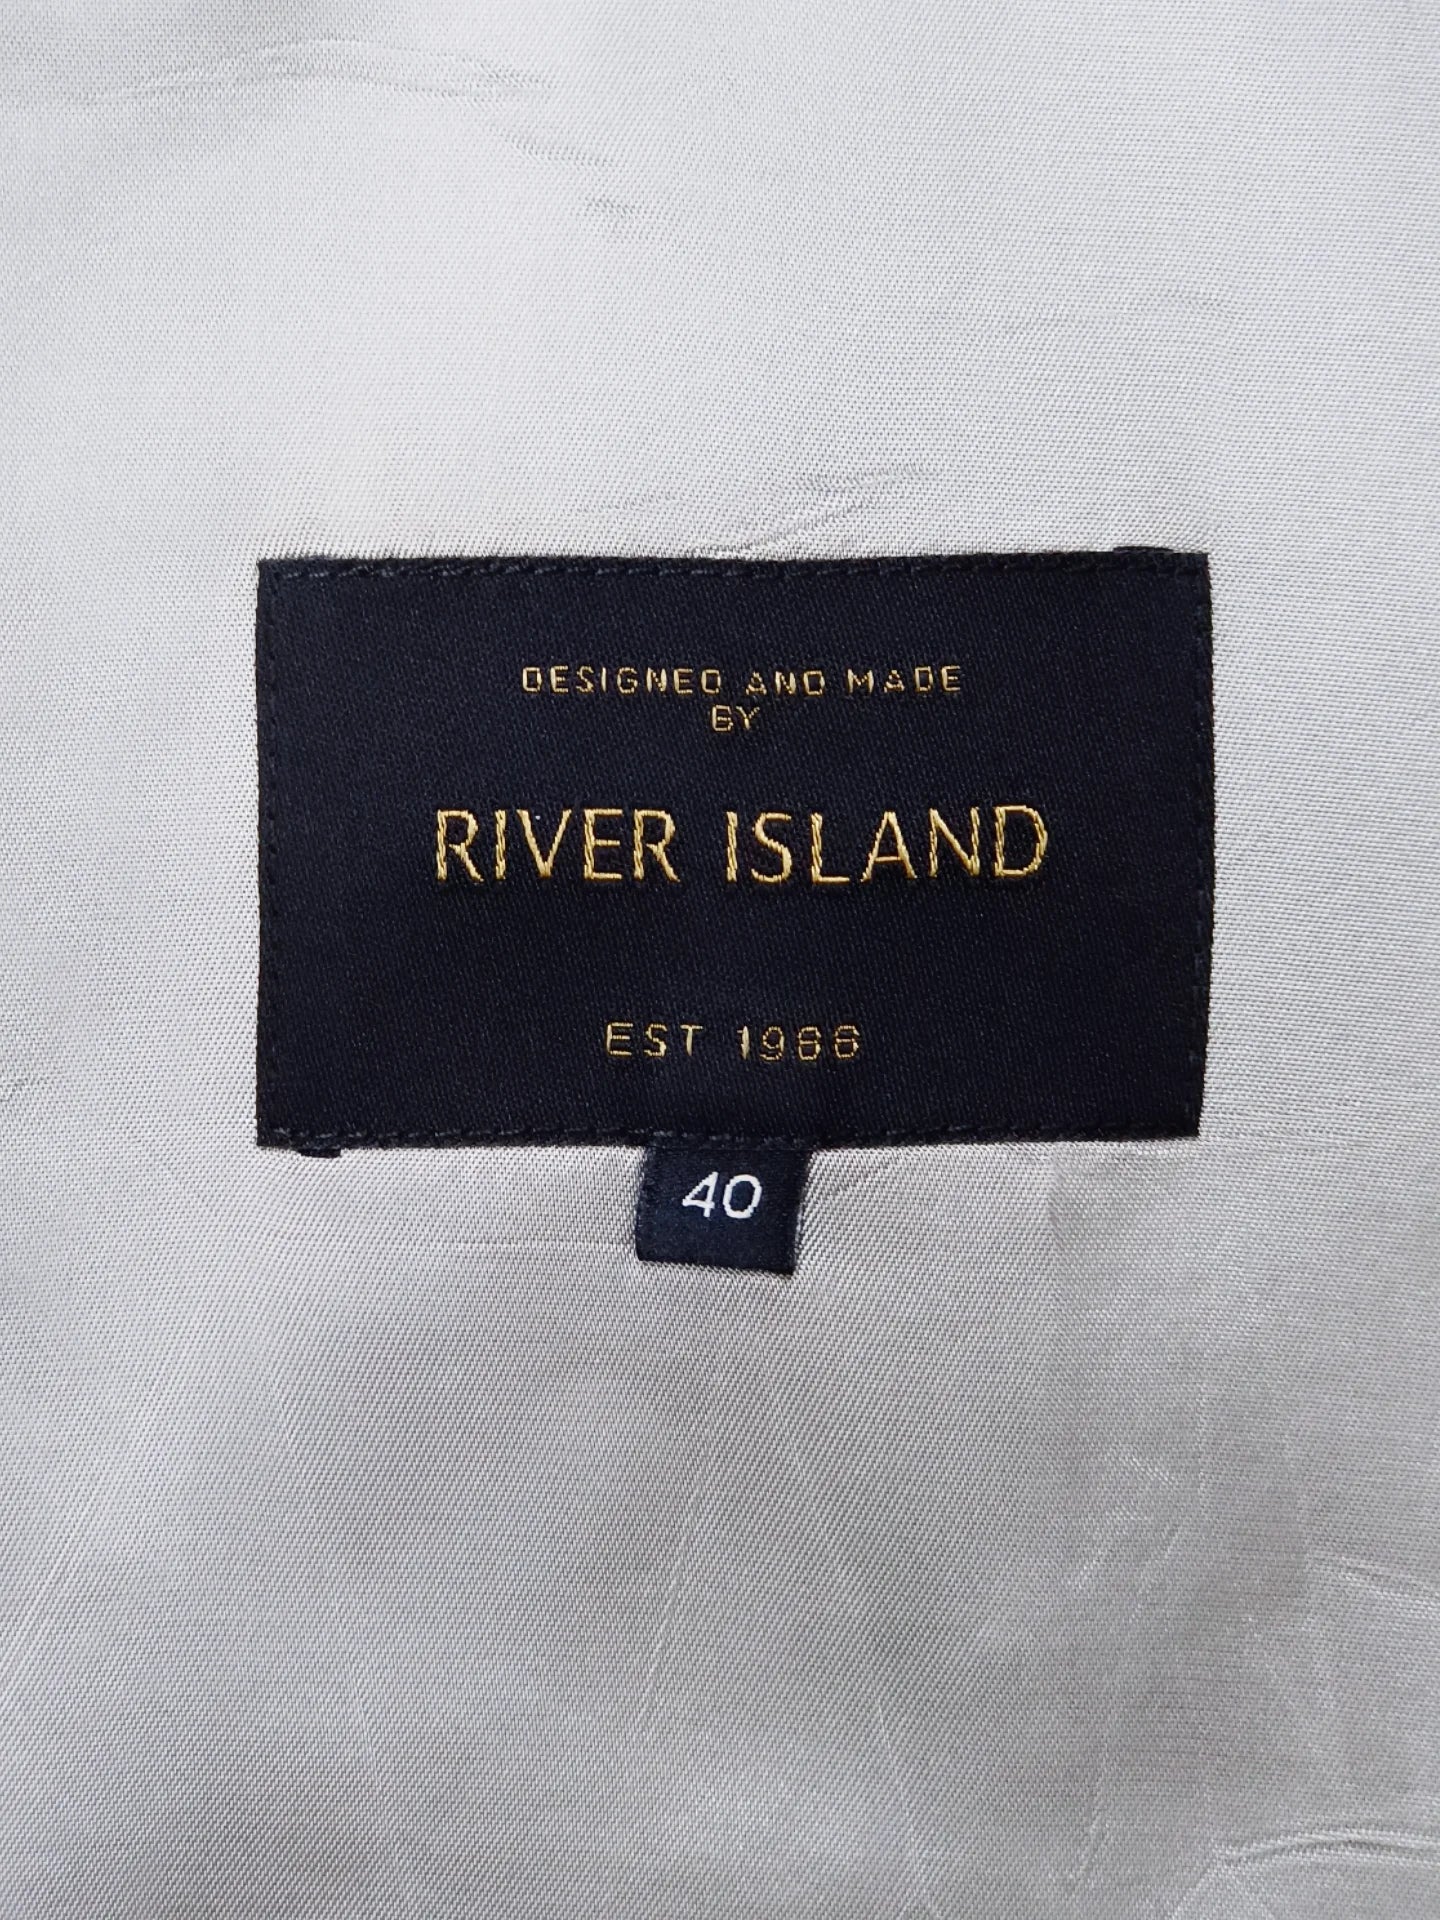 DESIGNED AND MADE
BY
RIVER ISLAND
EST 1988
40